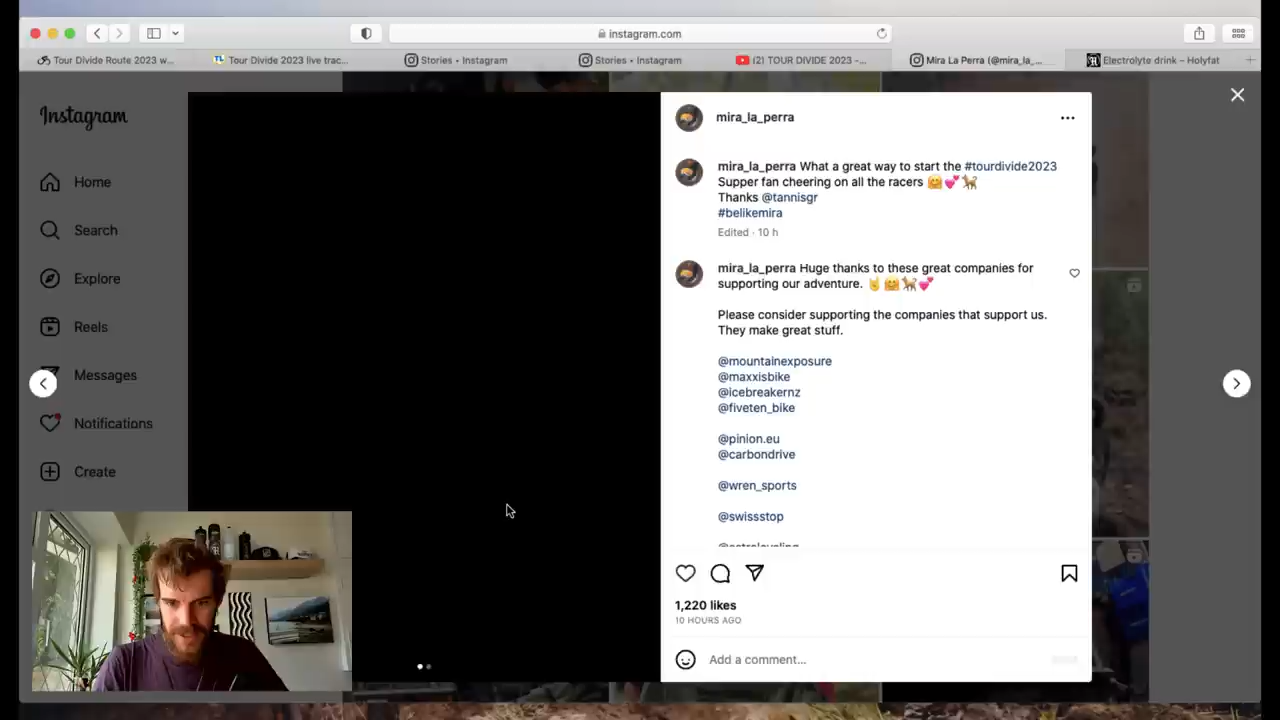 instagram.com
Tour Divide Route 2023 w...
Tour Divide 2023 live trac...
Stories • Instagram
Stories • Instagram
(2) TOUR DIVIDE 2023 -...
Mira La Perra (@mira_la_...
Electrolyte drink – Holyfat
Instagram
Home
Search
Explore
Reels
Messages
Notifications
Create
mira_la_perra
mira_la_perra What a great way to start the #tourdivide2023
Supper fan cheering on all the racers 🤗💕🐕
Thanks @tannisgr
#belikemira
Edited · 10 h
mira_la_perra Huge thanks to these great companies for
supporting our adventure. 🤘🤗🐕💕
Please consider supporting the companies that support us.
They make great stuff.
@mountainexposure
@maxxisbike
@icebreakernz
@fiveten_bike
@pinion.eu
@carbondrive
@wren_sports
@swissstop
1,220 likes
10 HOURS AGO
Add a comment...